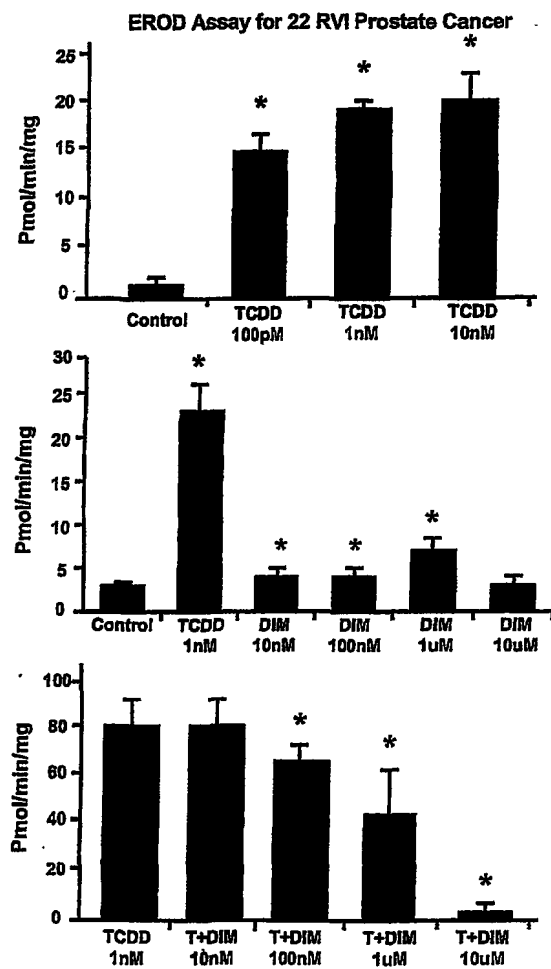 EROD Assay for 22 RVI Prostate Cancer
25
20
15
10
5
0
Pmol/min/mg
*
*
*
Control
TCDD
100pM
TCDD
1nM
TCDD
10nM
30
25
20
15
10
5
0
Pmol/min/mg
*
*
*
*
Control
TCDD
1nM
DIM
10nM
DIM
100nM
DIM
1uM
DIM
10uM
100
80
60
40
20
0
Pmol/min/mg
*
*
*
TCDD
1nM
T+DIM
10nM
T+DIM
100nM
T+DIM
1uM
T+DIM
10uM